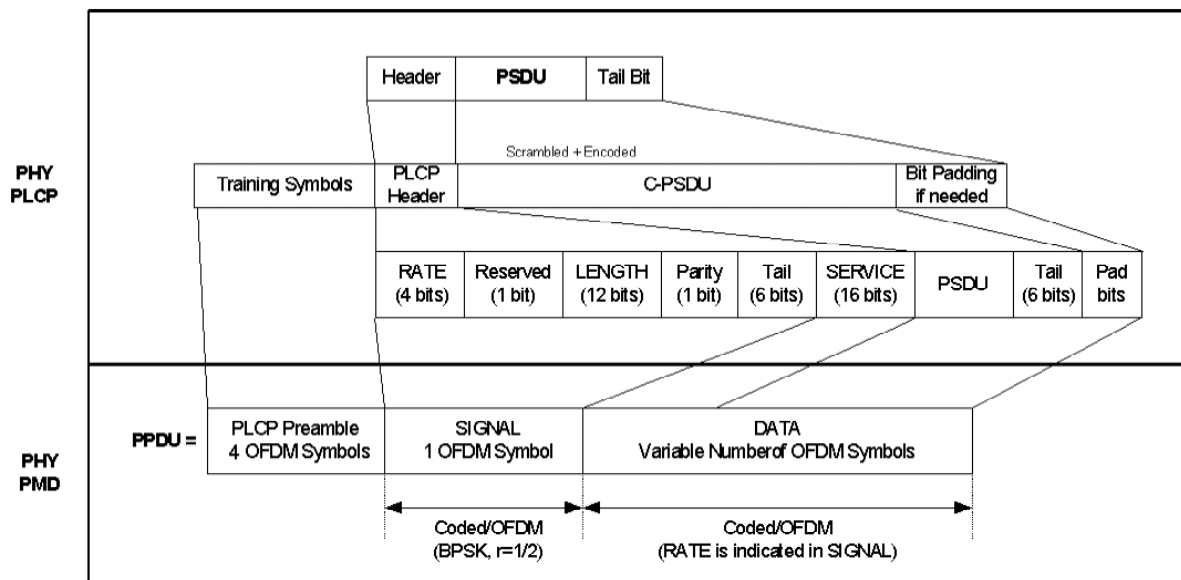 Header PSDU Tail Bit
Scrambled + Encoded
PHY
PLCP
Training Symbols
PLCP
Header
C-PSDU
Bit Padding
if needed
RATE
(4 bits)
Reserved
(1 bit)
LENGTH
(12 bits)
Parity
(1 bit)
Tail
(6 bits)
SERVICE
(16 bits)
PSDU
Tail
(6 bits)
Pad
bits
PHY
PMD
PPDU =
PLCP Preamble
4 OFDM Symbols
SIGNAL
1 OFDM Symbol
DATA
Variable Numberof OFDM Symbols
Coded/OFDM
(BPSK, r=1/2)
Coded/OFDM
(RATE is indicated in SIGNAL)